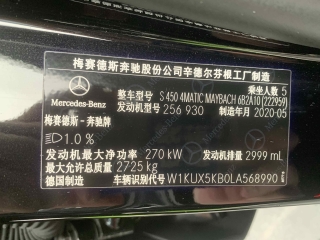 梅赛德斯奔驰股份公司辛德尔芬根工厂制造
乘坐人数 5
整车型号 S 450 4MATIC MAYBACH 6B2A10 (222959)
Mercedes-Benz 发动机型号 256 930 制造年月 2020-05
梅赛德斯-奔驰牌
1.0 %
发动机最大净功率 270 kW 发动机排量 2999 ml.
最大允许总质量 2725 kg
德国制造 车辆识别代号 W1KUX5KB0LA568990